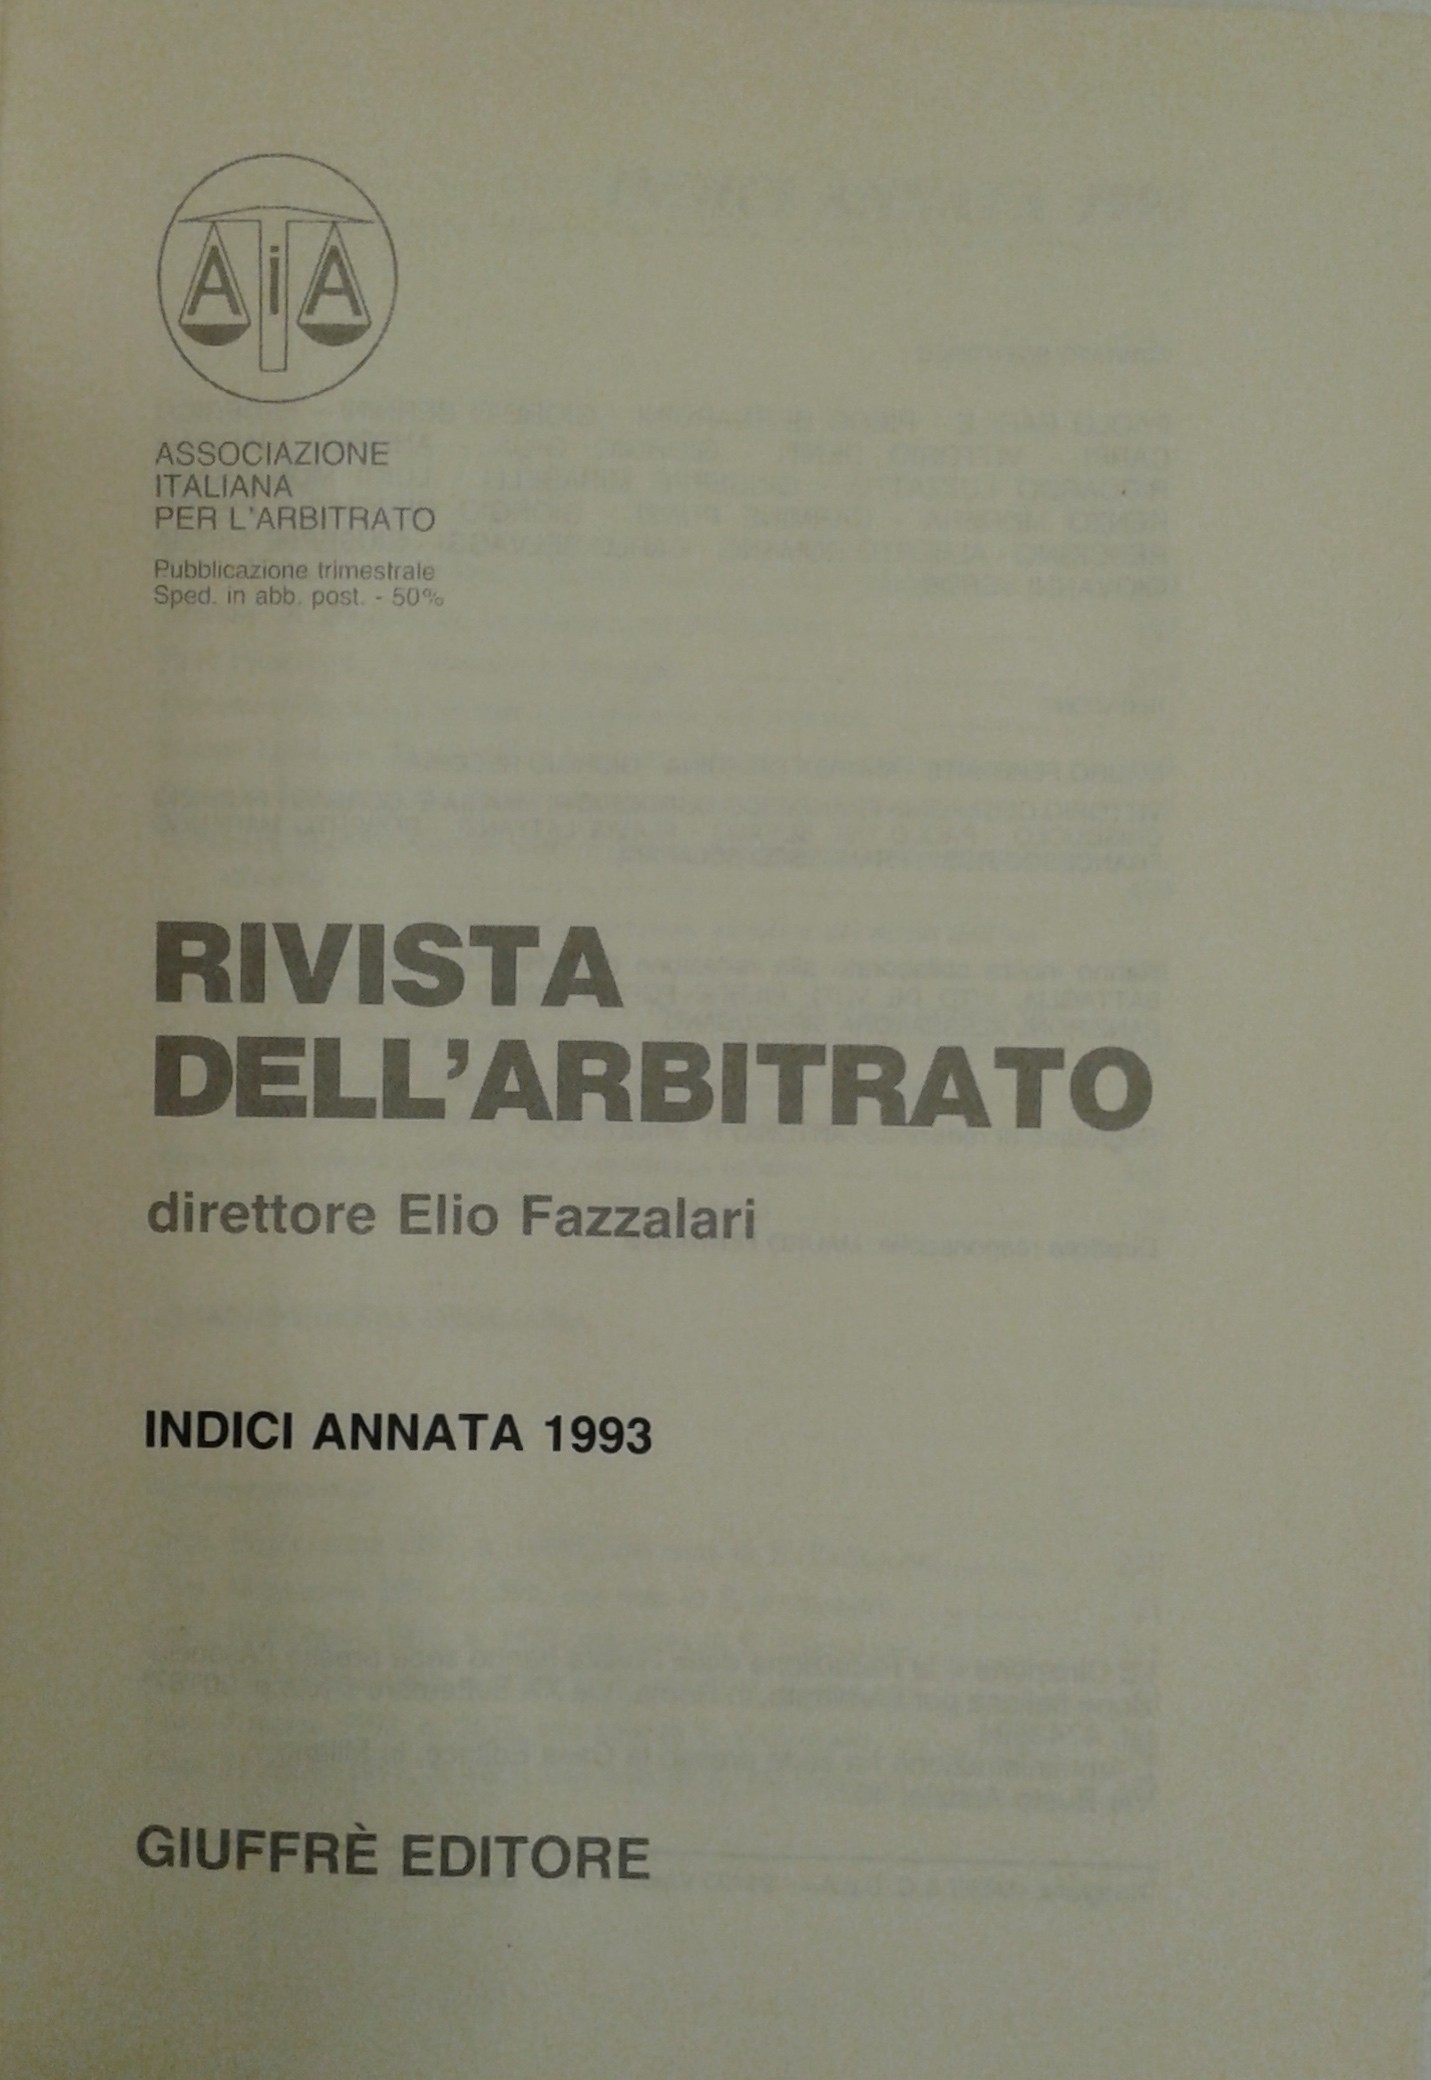 AiA
ASSOCIAZIONE
ITALIANA
PER L'ARBITRATO
Pubblicazione trimestrale
Sped. in abb. post. - 50%
RIVISTA
DELL'ARBITRATO
direttore Elio Fazzalari
INDICI ANNATA 1993
GIUFFRÈ EDITORE